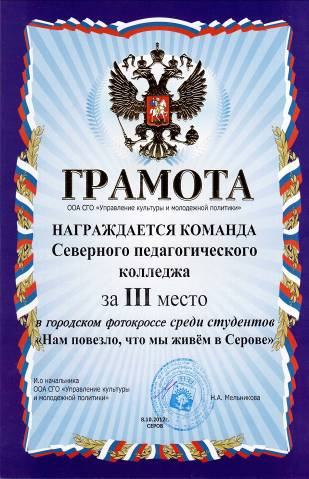 ГРАМОТА
ООА СГО «Управление культуры и молодежной политики»
НАГРАЖДАЕТСЯ КОМАНДА
Северного педагогического
колледжа
за III место
в городском фотокроссе среди студентов
«Нам повезло, что мы живём в Серове»
И.о начальника
ООА СГО «Управление культуры
и молодежной политики»
Н.А. Мельникова
8.10.2012г.
СЕРОВ